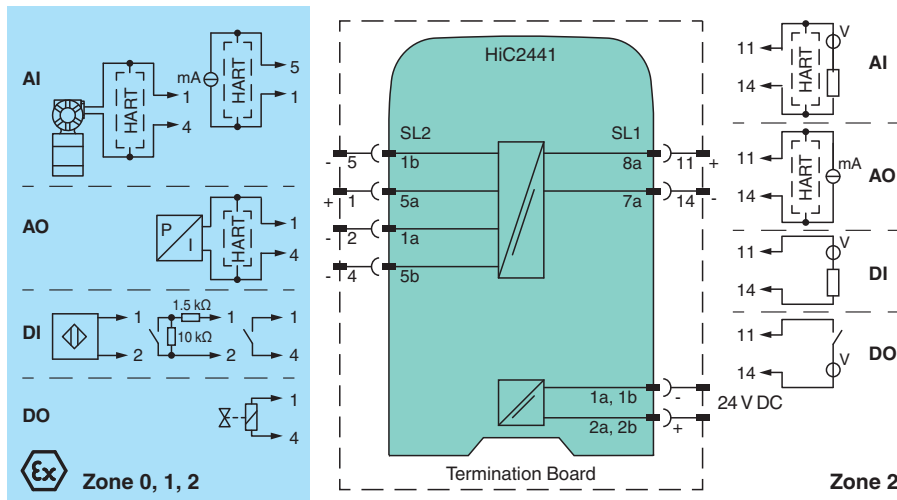 AI
HART
1
4
mA
HART
5
1
AO
P
I
HART
1
4
DI
1
2
1.5 kΩ
10 kΩ
1
2
1
4
DO
1
4
Ex
Zone 0, 1, 2
HiC2441
SL2
SL1
- 5
1b
+ 1
5a
- 2
1a
- 4
5b
8a
11 +
7a
14 -
1a, 1b
-
24 V DC
2a, 2b
+
Termination Board
11
14
HART
V
AI
11
14
HART
mA
AO
11
14
V
DI
11
14
V
DO
Zone 2